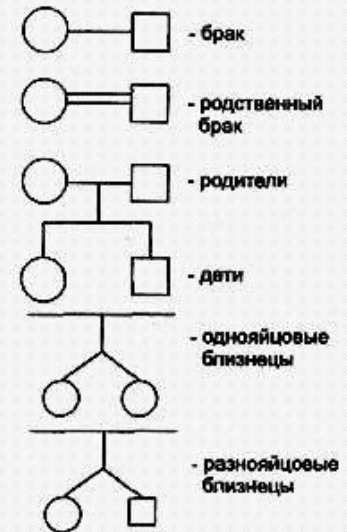 - брак
- родственный
брак
- родители
- дети
- однояйцовые
близнецы
- разнояйцовые
близнецы